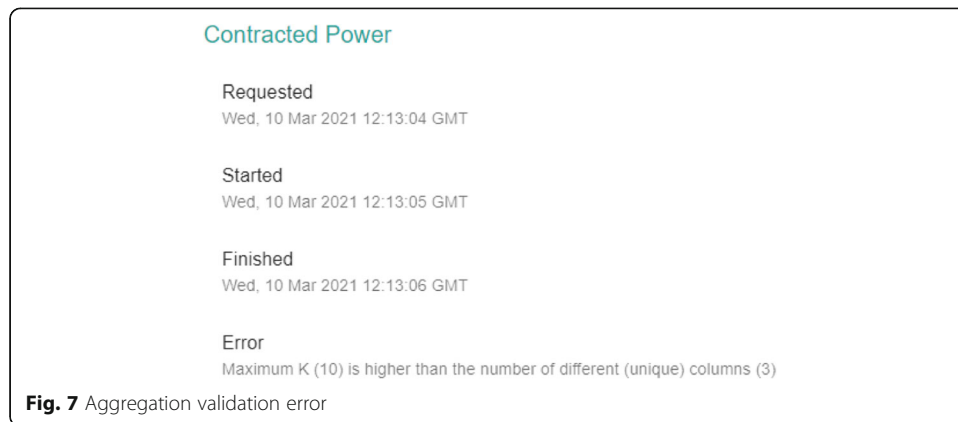 Contracted Power
Requested
Wed, 10 Mar 2021 12:13:04 GMT
Started
Wed, 10 Mar 2021 12:13:05 GMT
Finished
Wed, 10 Mar 2021 12:13:06 GMT
Error
Maximum K (10) is higher than the number of different (unique) columns (3)
Fig. 7 Aggregation validation error